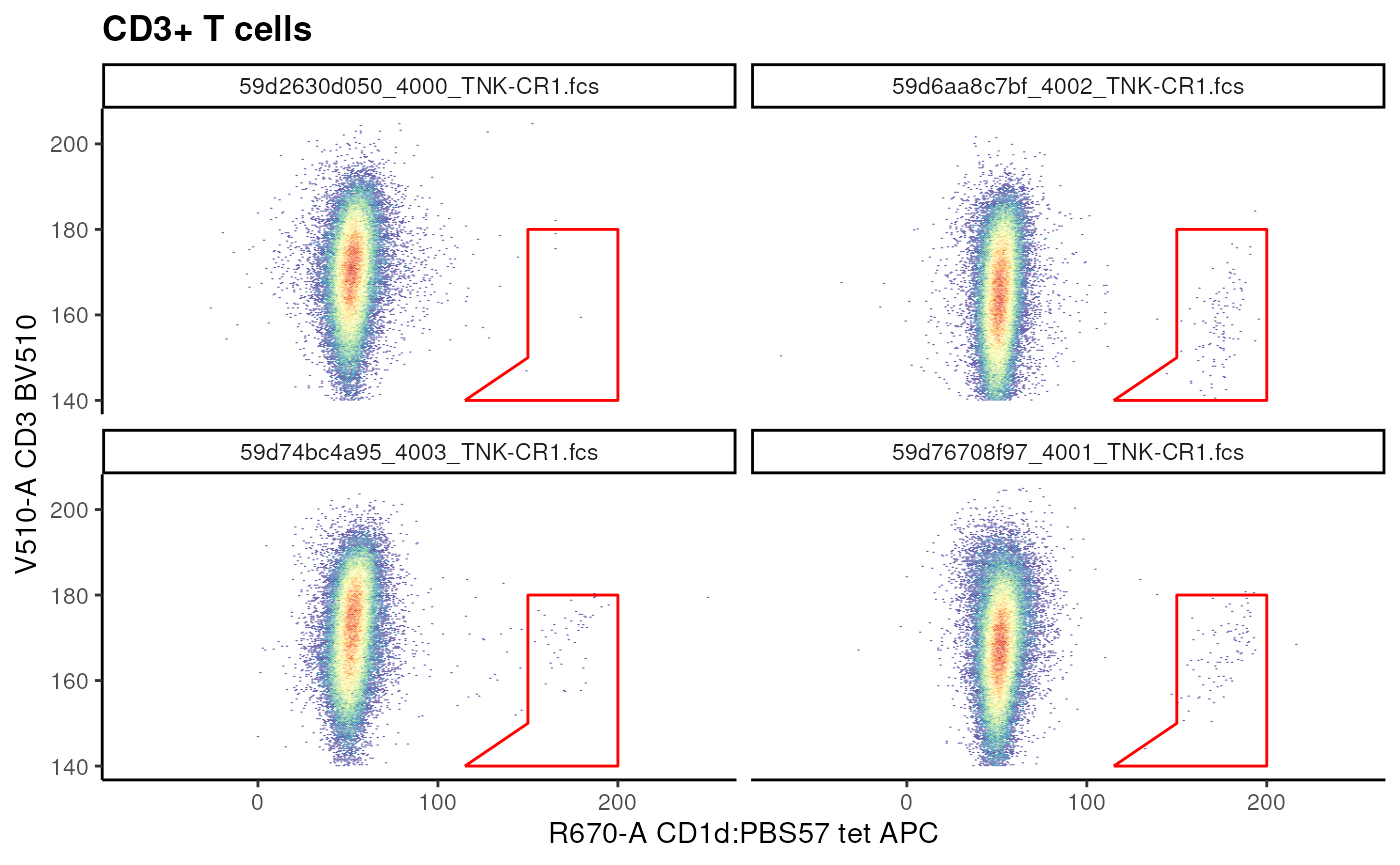 CD3+ T cells
59d2630d050_4000_TNK-CR1.fcs
59d6aa8c7bf_4002_TNK-CR1.fcs
200
180
160
140
59d74bc4a95_4003_TNK-CR1.fcs
59d76708f97_4001_TNK-CR1.fcs
200
180
160
140
V510-A CD3 BV510
0
100
200
0
100
200
R670-A CD1d:PBS57 tet APC